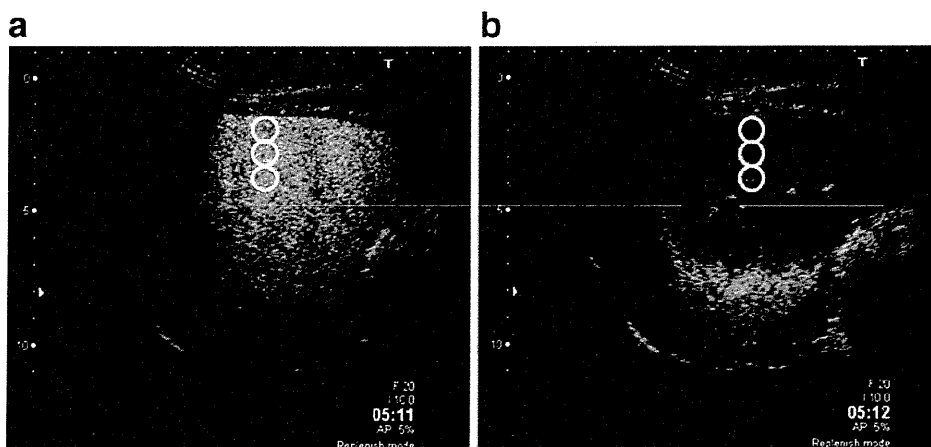 a
b
T
T
0
0
5
5
10
10
F 20
I 10.0
05:11
AP 5%
Replenish mode
F 20
I 10.0
05:12
AP 5%
Replenish mode